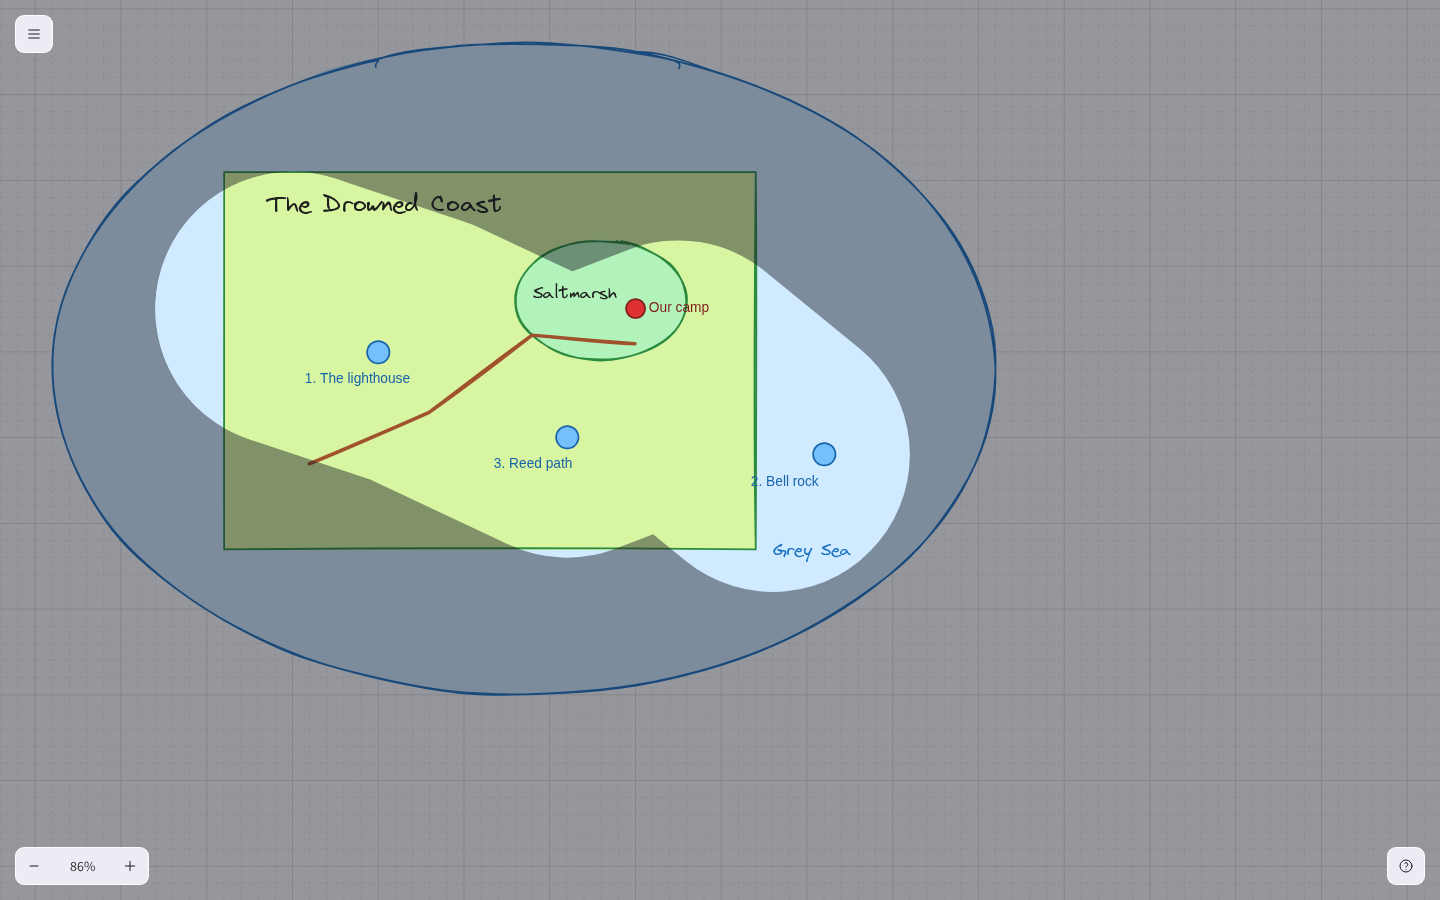 The Drowned Coast
Saltmarsh
Our camp
1. The lighthouse
3. Reed path
2. Bell rock
Grey Sea
86%